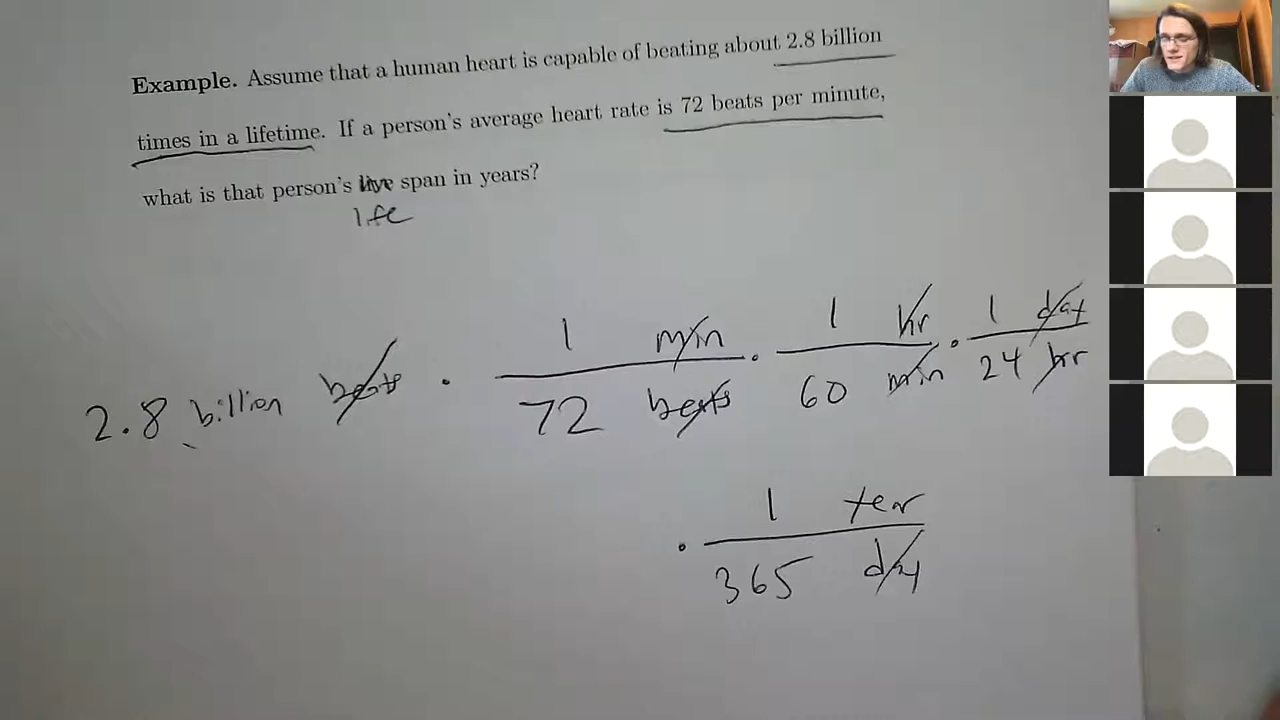 Example. Assume that a human heart is capable of beating about 2.8 billion
times in a lifetime. If a person's average heart rate is 72 beats per minute,
what is that person's live span in years?
life
2.8 billion beats · 1 min / 72 beats · 1 hr / 60 min · 1 day / 24 hr
· 1 year / 365 day